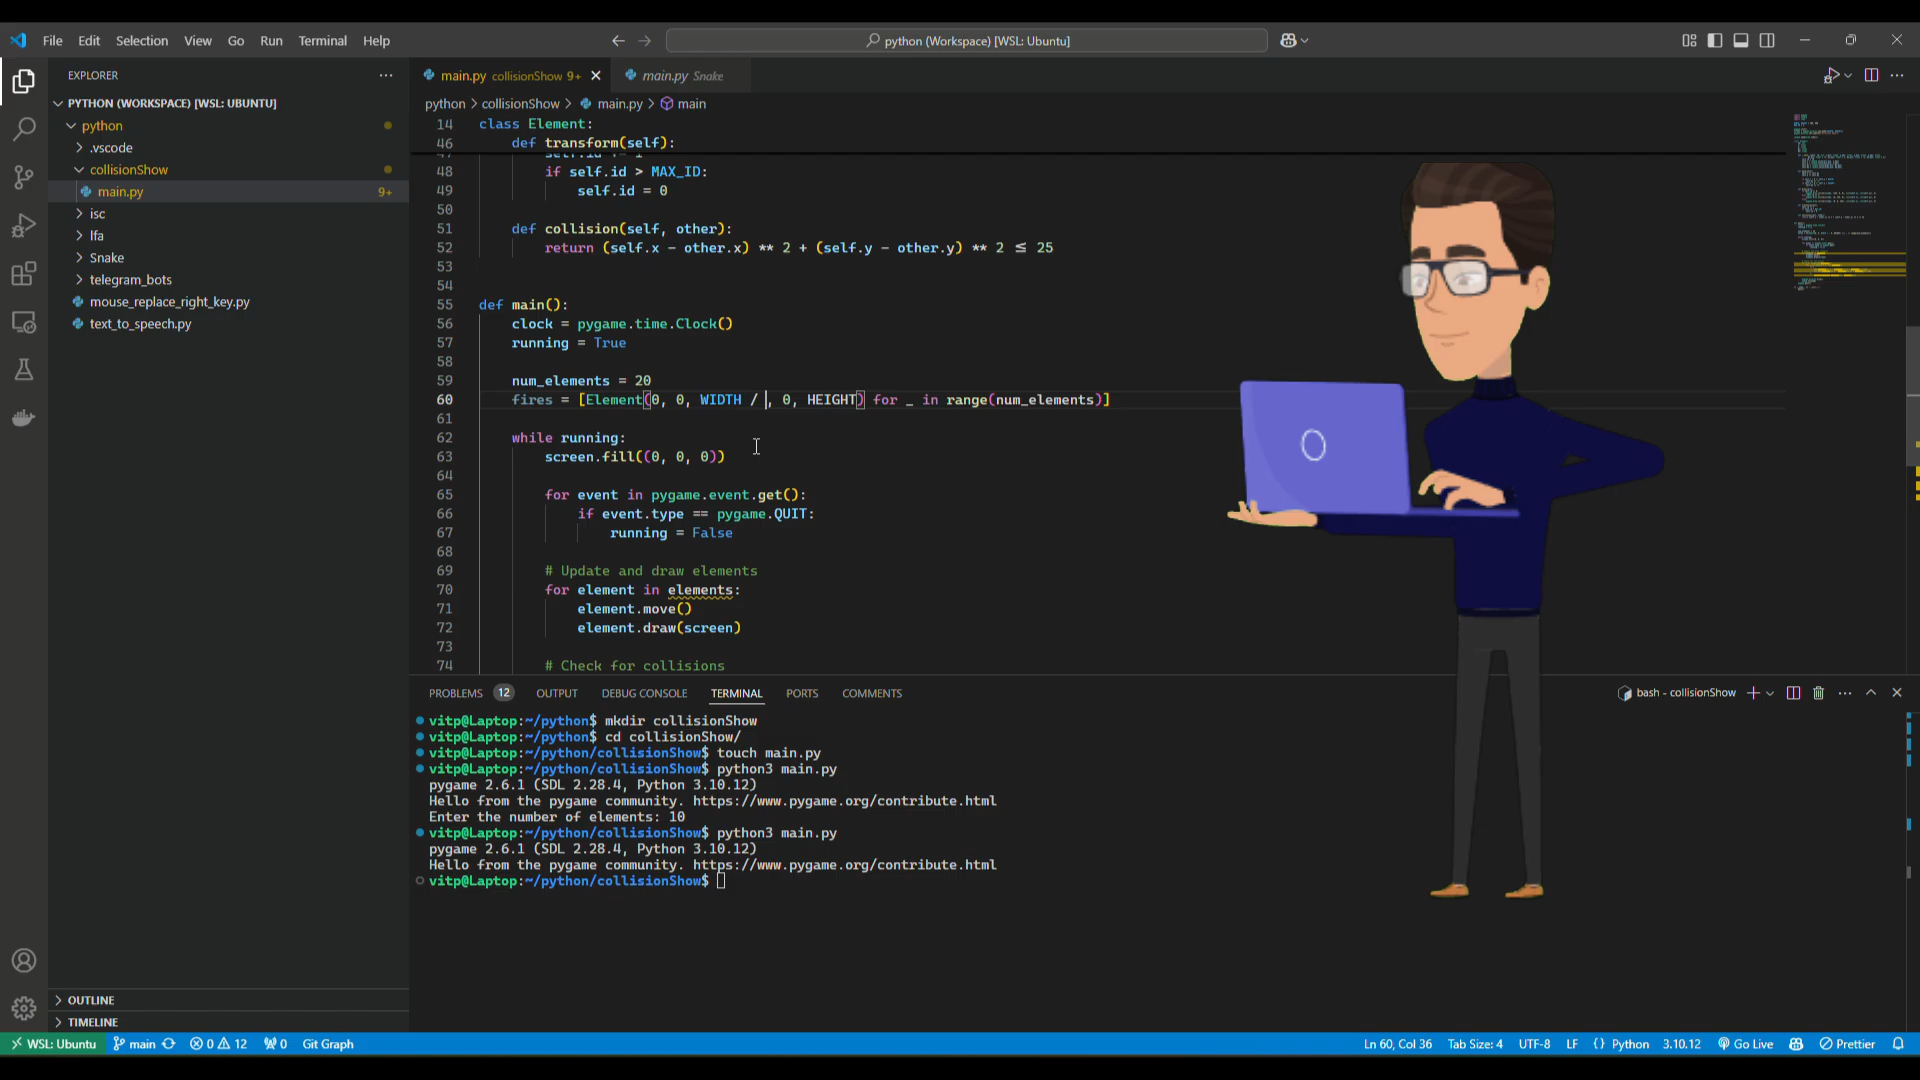 File Edit Selection View Go Run Terminal Help
python (Workspace) [WSL: Ubuntu]
EXPLORER
main.py collisionShow 9+
main.py Snake
PYTHON (WORKSPACE) [WSL: UBUNTU]
python
.vscode
collisionShow
main.py 9+
isc
lfa
Snake
telegram_bots
mouse_replace_right_key.py
text_to_speech.py
OUTLINE
TIMELINE
python > collisionShow > main.py > main
14 class Element:
46 def transform(self):
48 if self.id > MAX_ID:
49 self.id = 0
50
51 def collision(self, other):
52 return (self.x - other.x) ** 2 + (self.y - other.y) ** 2 ≤ 25
53
54
55 def main():
56 clock = pygame.time.Clock()
57 running = True
58
59 num_elements = 20
60 fires = [Element(0, 0, WIDTH / , 0, HEIGHT) for _ in range(num_elements)]
61
62 while running:
63 screen.fill((0, 0, 0))
64
65 for event in pygame.event.get():
66 if event.type == pygame.QUIT:
67 running = False
68
69 # Update and draw elements
70 for element in elements:
71 element.move()
72 element.draw(screen)
73
74 # Check for collisions
PROBLEMS 12 OUTPUT DEBUG CONSOLE TERMINAL PORTS COMMENTS
bash - collisionShow
vitp@Laptop:~/python$ mkdir collisionShow
vitp@Laptop:~/python$ cd collisionShow/
vitp@Laptop:~/python/collisionShow$ touch main.py
vitp@Laptop:~/python/collisionShow$ python3 main.py
pygame 2.6.1 (SDL 2.28.4, Python 3.10.12)
Hello from the pygame community. https://www.pygame.org/contribute.html
Enter the number of elements: 10
vitp@Laptop:~/python/collisionShow$ python3 main.py
pygame 2.6.1 (SDL 2.28.4, Python 3.10.12)
Hello from the pygame community. https://www.pygame.org/contribute.html
vitp@Laptop:~/python/collisionShow$
WSL: Ubuntu main 0 12 0 Git Graph
Ln 60, Col 36 Tab Size: 4 UTF-8 LF {} Python 3.10.12 Go Live Prettier